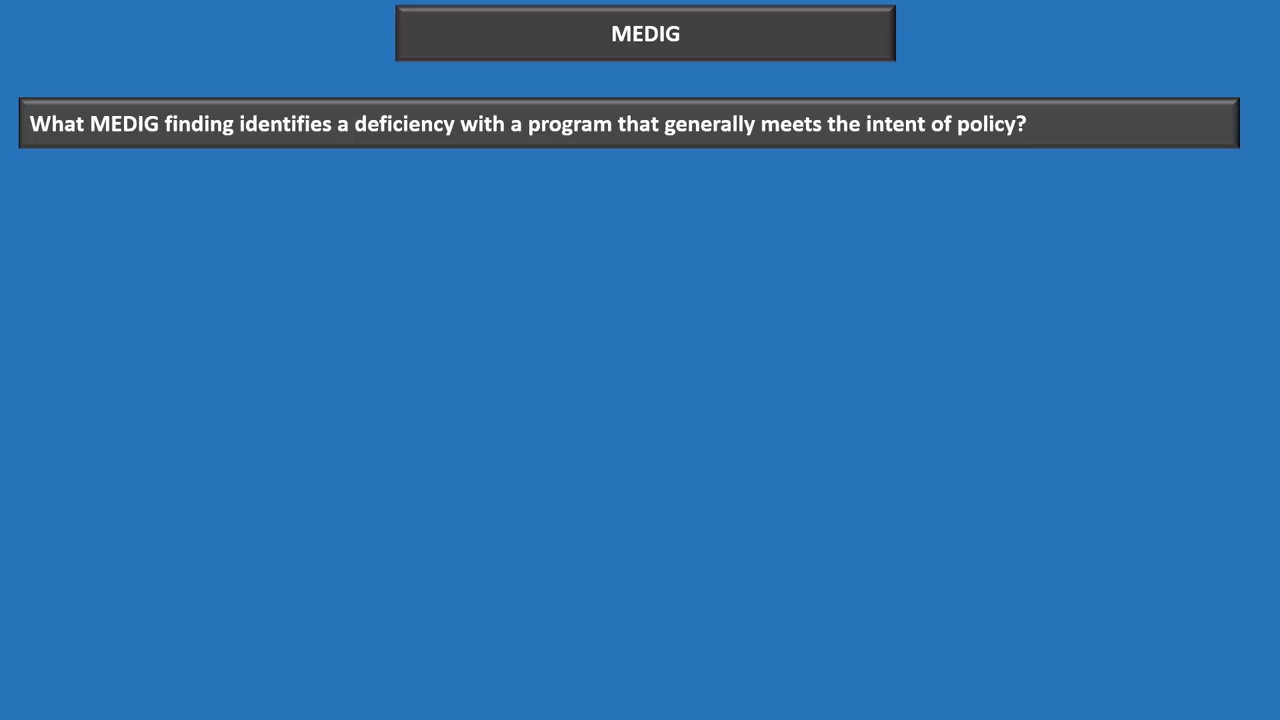 MEDIG
What MEDIG finding identifies a deficiency with a program that generally meets the intent of policy?